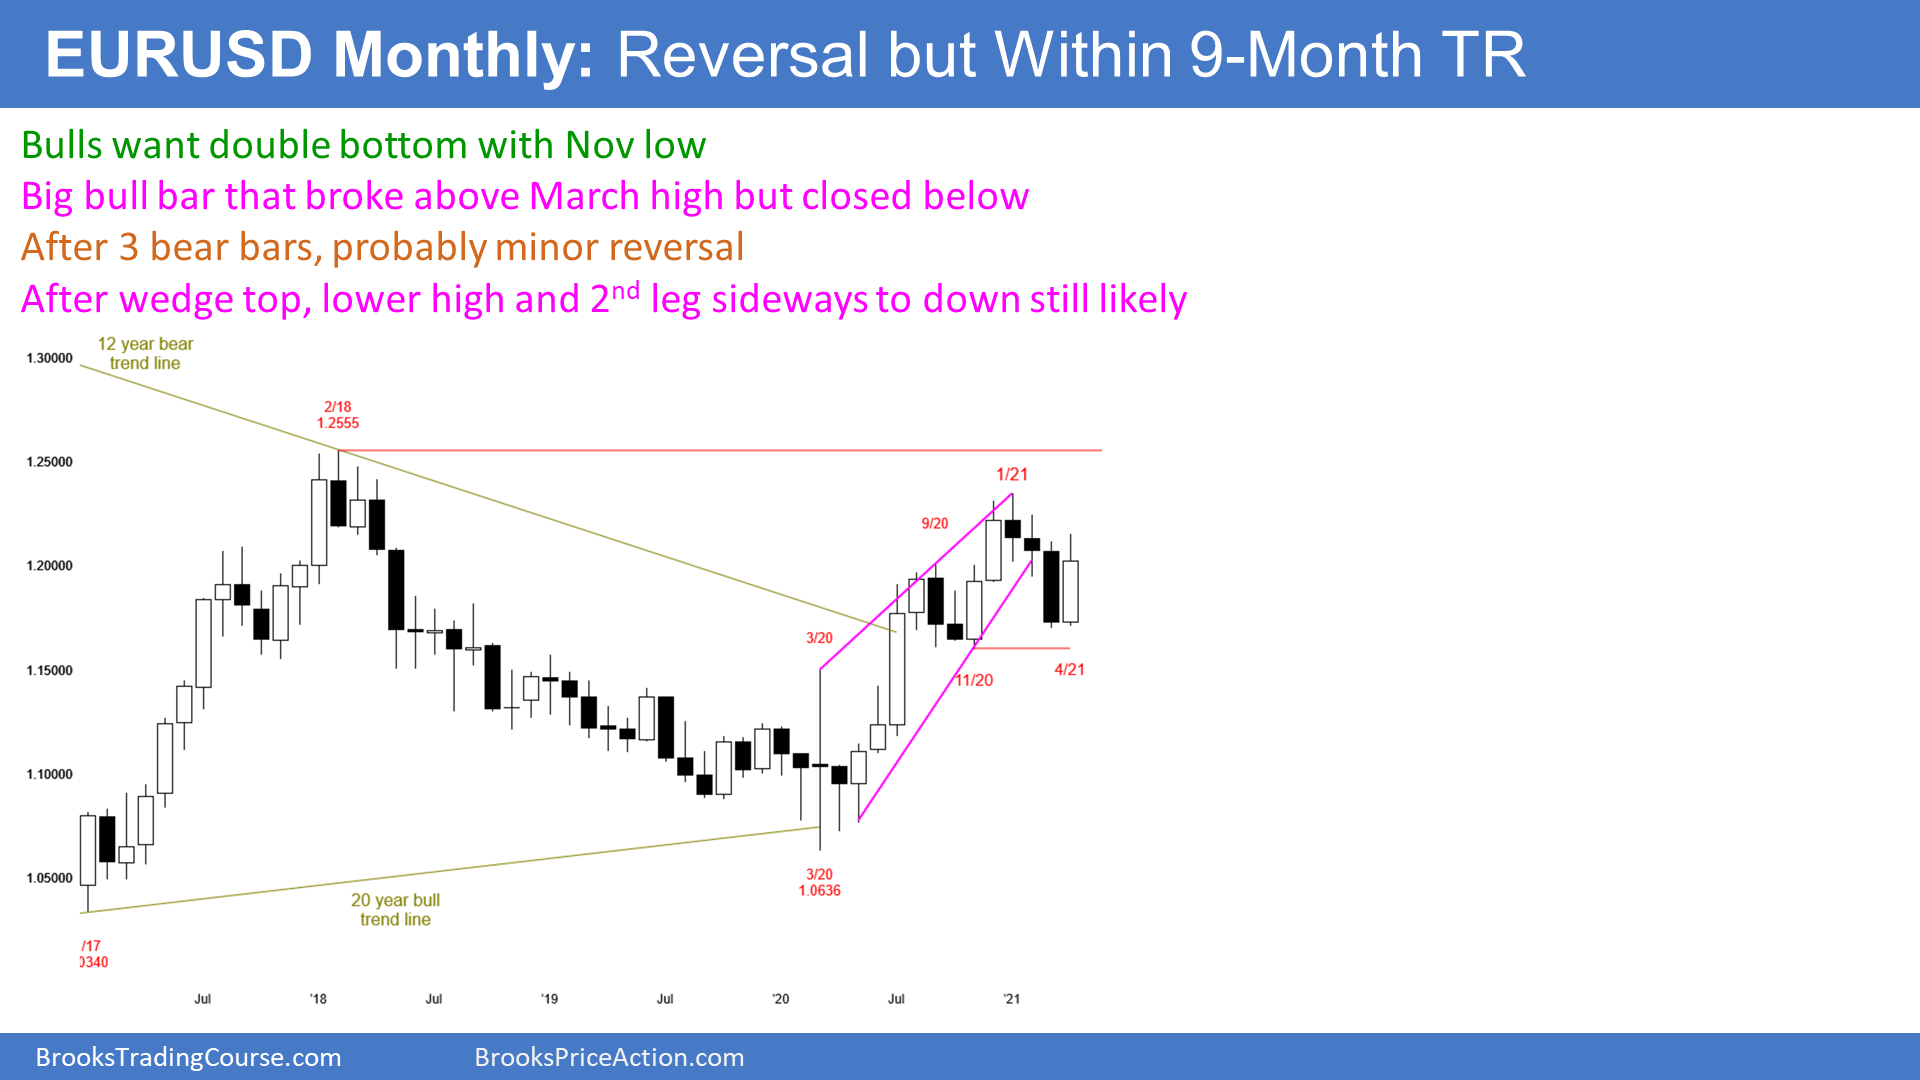 EURUSD Monthly: Reversal but Within 9-Month TR
Bulls want double bottom with Nov low
Big bull bar that broke above March high but closed below
After 3 bear bars, probably minor reversal
After wedge top, lower high and 2nd leg sideways to down still likely
12 year bear
trend line
1.30000
2/18
1.2555
1.25000
1/21
9/20
1.20000
3/20
1.15000
4/21
11/20
1.10000
3/20
1.0636
1.05000
20 year bull
trend line
/17
0340
Jul
'18
Jul
'19
Jul
'20
Jul
'21
BrooksTradingCourse.com
BrooksPriceAction.com